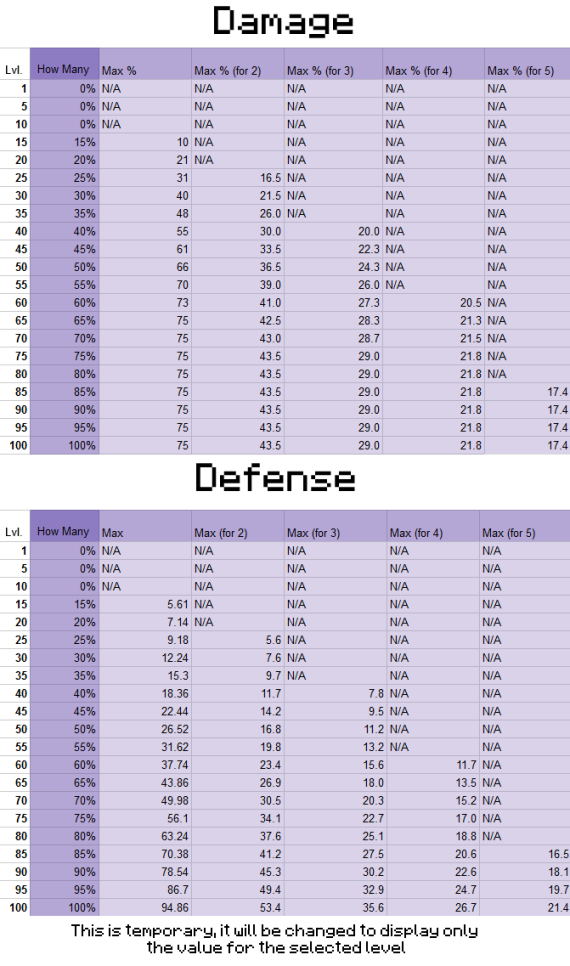 Damage
Lvl. How Many Max % Max % (for 2) Max % (for 3) Max % (for 4) Max % (for 5)
1 0% N/A N/A N/A N/A N/A
5 0% N/A N/A N/A N/A N/A
10 0% N/A N/A N/A N/A N/A
15 15% 10 N/A N/A N/A N/A
20 20% 21 N/A N/A N/A N/A
25 25% 31 16.5 N/A N/A N/A
30 30% 40 21.5 N/A N/A N/A
35 35% 48 26.0 N/A N/A N/A
40 40% 55 30.0 20.0 N/A N/A
45 45% 61 33.5 22.3 N/A N/A
50 50% 66 36.5 24.3 N/A N/A
55 55% 70 39.0 26.0 N/A N/A
60 60% 73 41.0 27.3 20.5 N/A
65 65% 75 42.5 28.3 21.3 N/A
70 70% 75 43.0 28.7 21.5 N/A
75 75% 75 43.5 29.0 21.8 N/A
80 80% 75 43.5 29.0 21.8 N/A
85 85% 75 43.5 29.0 21.8 17.4
90 90% 75 43.5 29.0 21.8 17.4
95 95% 75 43.5 29.0 21.8 17.4
100 100% 75 43.5 29.0 21.8 17.4
Defense
Lvl. How Many Max Max (for 2) Max (for 3) Max (for 4) Max (for 5)
1 0% N/A N/A N/A N/A N/A
5 0% N/A N/A N/A N/A N/A
10 0% N/A N/A N/A N/A N/A
15 15% 5.61 N/A N/A N/A N/A
20 20% 7.14 N/A N/A N/A N/A
25 25% 9.18 5.6 N/A N/A N/A
30 30% 12.24 7.6 N/A N/A N/A
35 35% 15.3 9.7 N/A N/A N/A
40 40% 18.36 11.7 7.8 N/A N/A
45 45% 22.44 14.2 9.5 N/A N/A
50 50% 26.52 16.8 11.2 N/A N/A
55 55% 31.62 19.8 13.2 N/A N/A
60 60% 37.74 23.4 15.6 11.7 N/A
65 65% 43.86 26.9 18.0 13.5 N/A
70 70% 49.98 30.5 20.3 15.2 N/A
75 75% 56.1 34.1 22.7 17.0 N/A
80 80% 63.24 37.6 25.1 18.8 N/A
85 85% 70.38 41.2 27.5 20.6 16.5
90 90% 78.54 45.3 30.2 22.6 18.1
95 95% 86.7 49.4 32.9 24.7 19.7
100 100% 94.86 53.4 35.6 26.7 21.4
This is temporary, it will be changed to display only
the value for the selected level